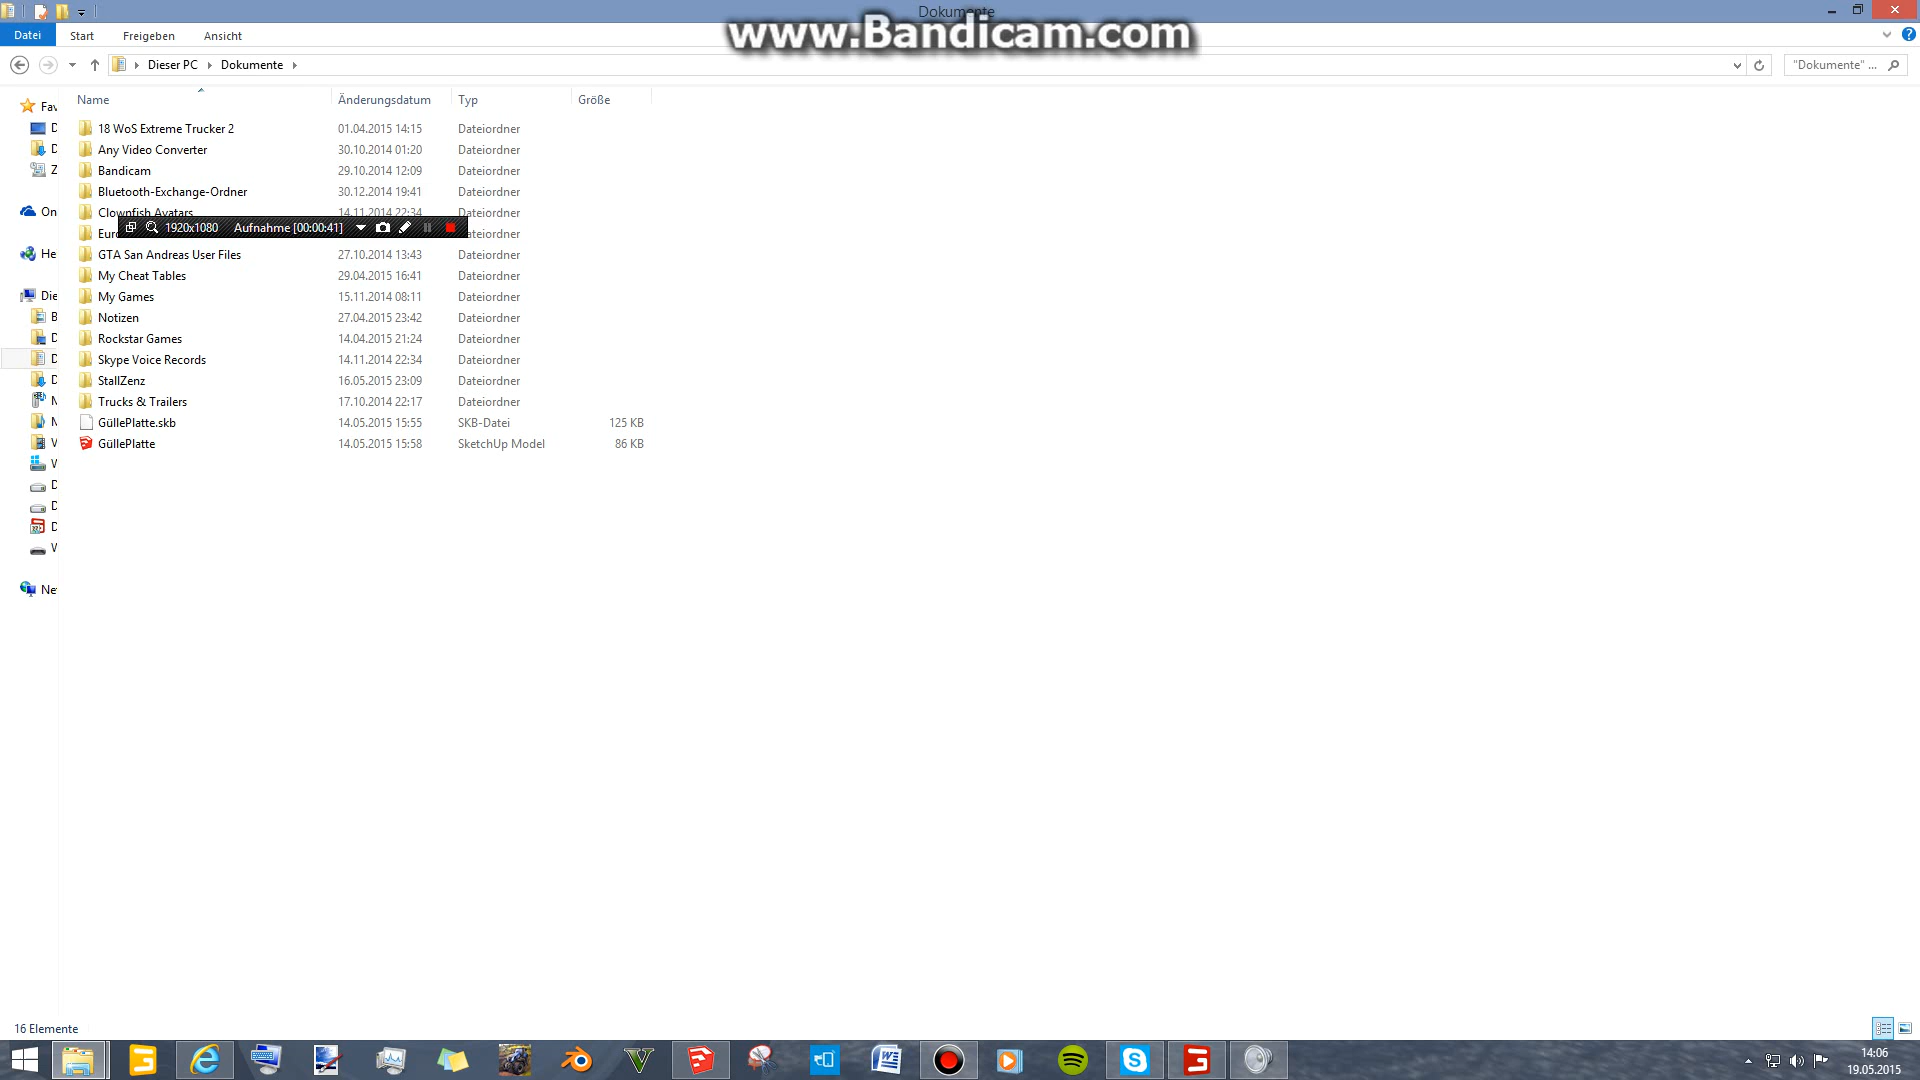 Dokumente
www.Bandicam.com
Datei Start Freigeben Ansicht
Dieser PC Dokumente "Dokumente" ...
Name Änderungsdatum Typ Größe
18 WoS Extreme Trucker 2 01.04.2015 14:15 Dateiordner
Any Video Converter 30.10.2014 01:20 Dateiordner
Bandicam 29.10.2014 12:09 Dateiordner
Bluetooth-Exchange-Ordner 30.12.2014 19:41 Dateiordner
Clownfish Avatars 14.11.2014 22:34 Dateiordner
1920x1080 Aufnahme [00:00:41]
Euro ateiordner
GTA San Andreas User Files 27.10.2014 13:43 Dateiordner
My Cheat Tables 29.04.2015 16:41 Dateiordner
My Games 15.11.2014 08:11 Dateiordner
Notizen 27.04.2015 23:42 Dateiordner
Rockstar Games 14.04.2015 21:24 Dateiordner
Skype Voice Records 14.11.2014 22:34 Dateiordner
StallZenz 16.05.2015 23:09 Dateiordner
Trucks & Trailers 17.10.2014 22:17 Dateiordner
GüllePlatte.skb 14.05.2015 15:55 SKB-Datei 125 KB
GüllePlatte 14.05.2015 15:58 SketchUp Model 86 KB
Fav
D
D
Z
On
He
Die
B
D
D
D
M
M
V
W
D
D
D
V
Ne
16 Elemente
14:06
19.05.2015